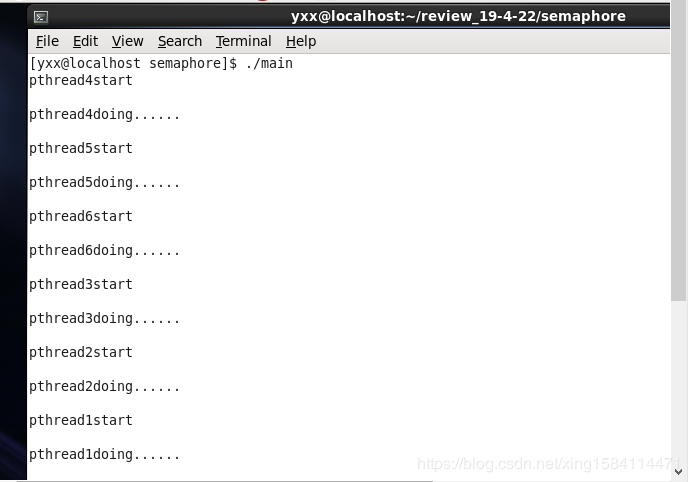 yxx@localhost:~/review_19-4-22/semaphore
File Edit View Search Terminal Help
[yxx@localhost semaphore]$ ./main
pthread4start
pthread4doing......
pthread5start
pthread5doing......
pthread6start
pthread6doing......
pthread3start
pthread3doing......
pthread2start
pthread2doing......
pthread1start
pthread1doing......
https://blog.csdn.net/xing1584114471